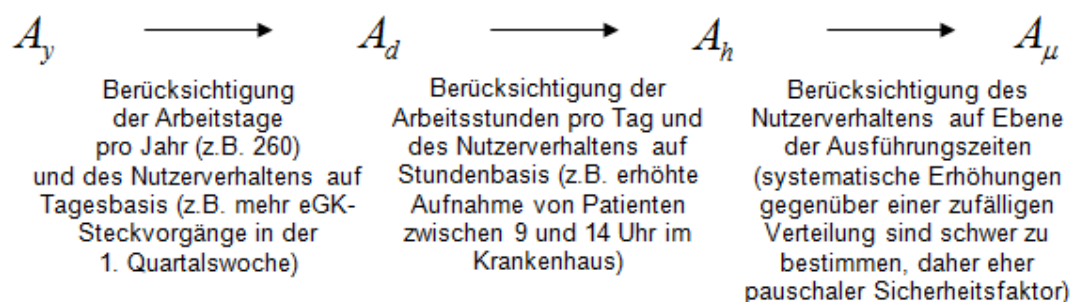 A_y → A_d → A_h → A_μ
Berücksichtigung
der Arbeitstage
pro Jahr (z.B. 260)
und des Nutzerverhaltens auf
Tagesbasis (z.B. mehr eGK-
Steckvorgänge in der
1. Quartalswoche)
Berücksichtigung der
Arbeitsstunden pro Tag und
des Nutzerverhaltens auf
Stundenbasis (z.B. erhöhte
Aufnahme von Patienten
zwischen 9 und 14 Uhr im
Krankenhaus)
Berücksichtigung des
Nutzerverhaltens auf Ebene
der Ausführungszeiten
(systematische Erhöhungen
gegenüber einer zufälligen
Verteilung sind schwer zu
bestimmen, daher eher
pauschaler Sicherheitsfaktor)